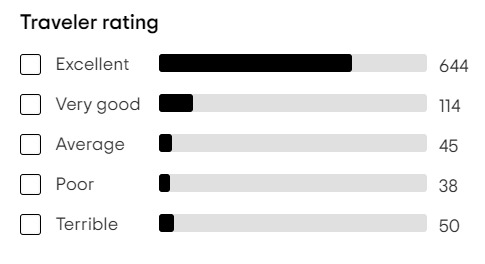 Traveler rating
Excellent 644
Very good 114
Average 45
Poor 38
Terrible 50